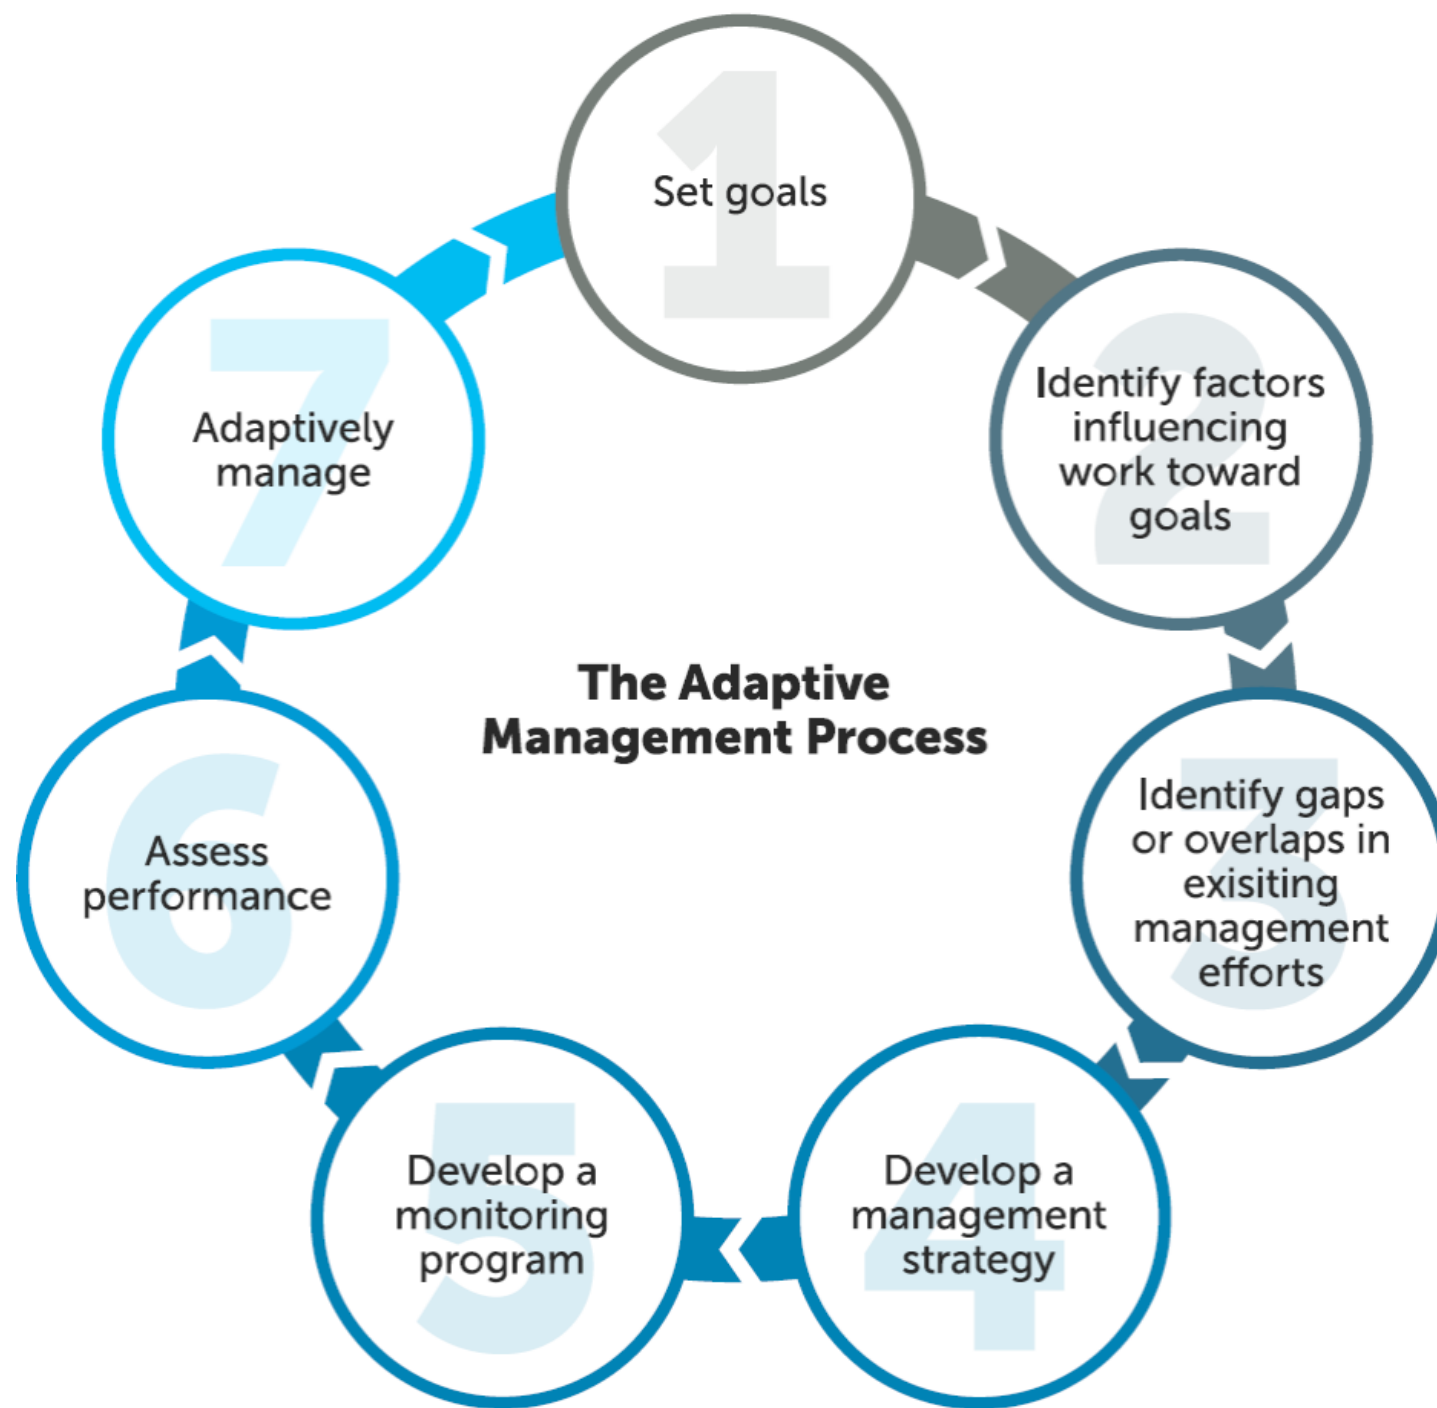 1
Set goals
2
Identify factors
influencing
work toward
goals
3
Identify gaps
or overlaps in
exisiting
management
efforts
4
Develop a
management
strategy
5
Develop a
monitoring
program
6
Assess
performance
7
Adaptively
manage
The Adaptive
Management Process